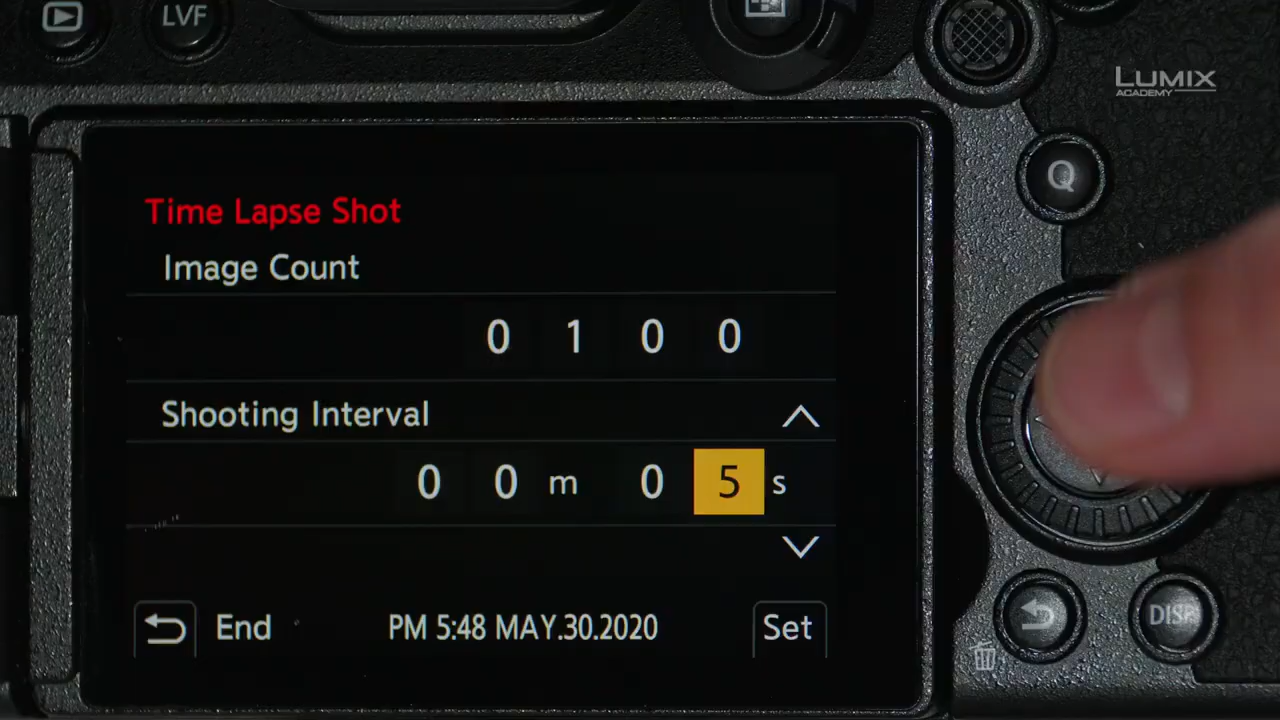 LVF
LUMIX
ACADEMY
Q
Time Lapse Shot
Image Count
0 1 0 0
Shooting Interval
0 0 m 0 5 s
End PM 5:48 MAY.30.2020 Set
DISP.